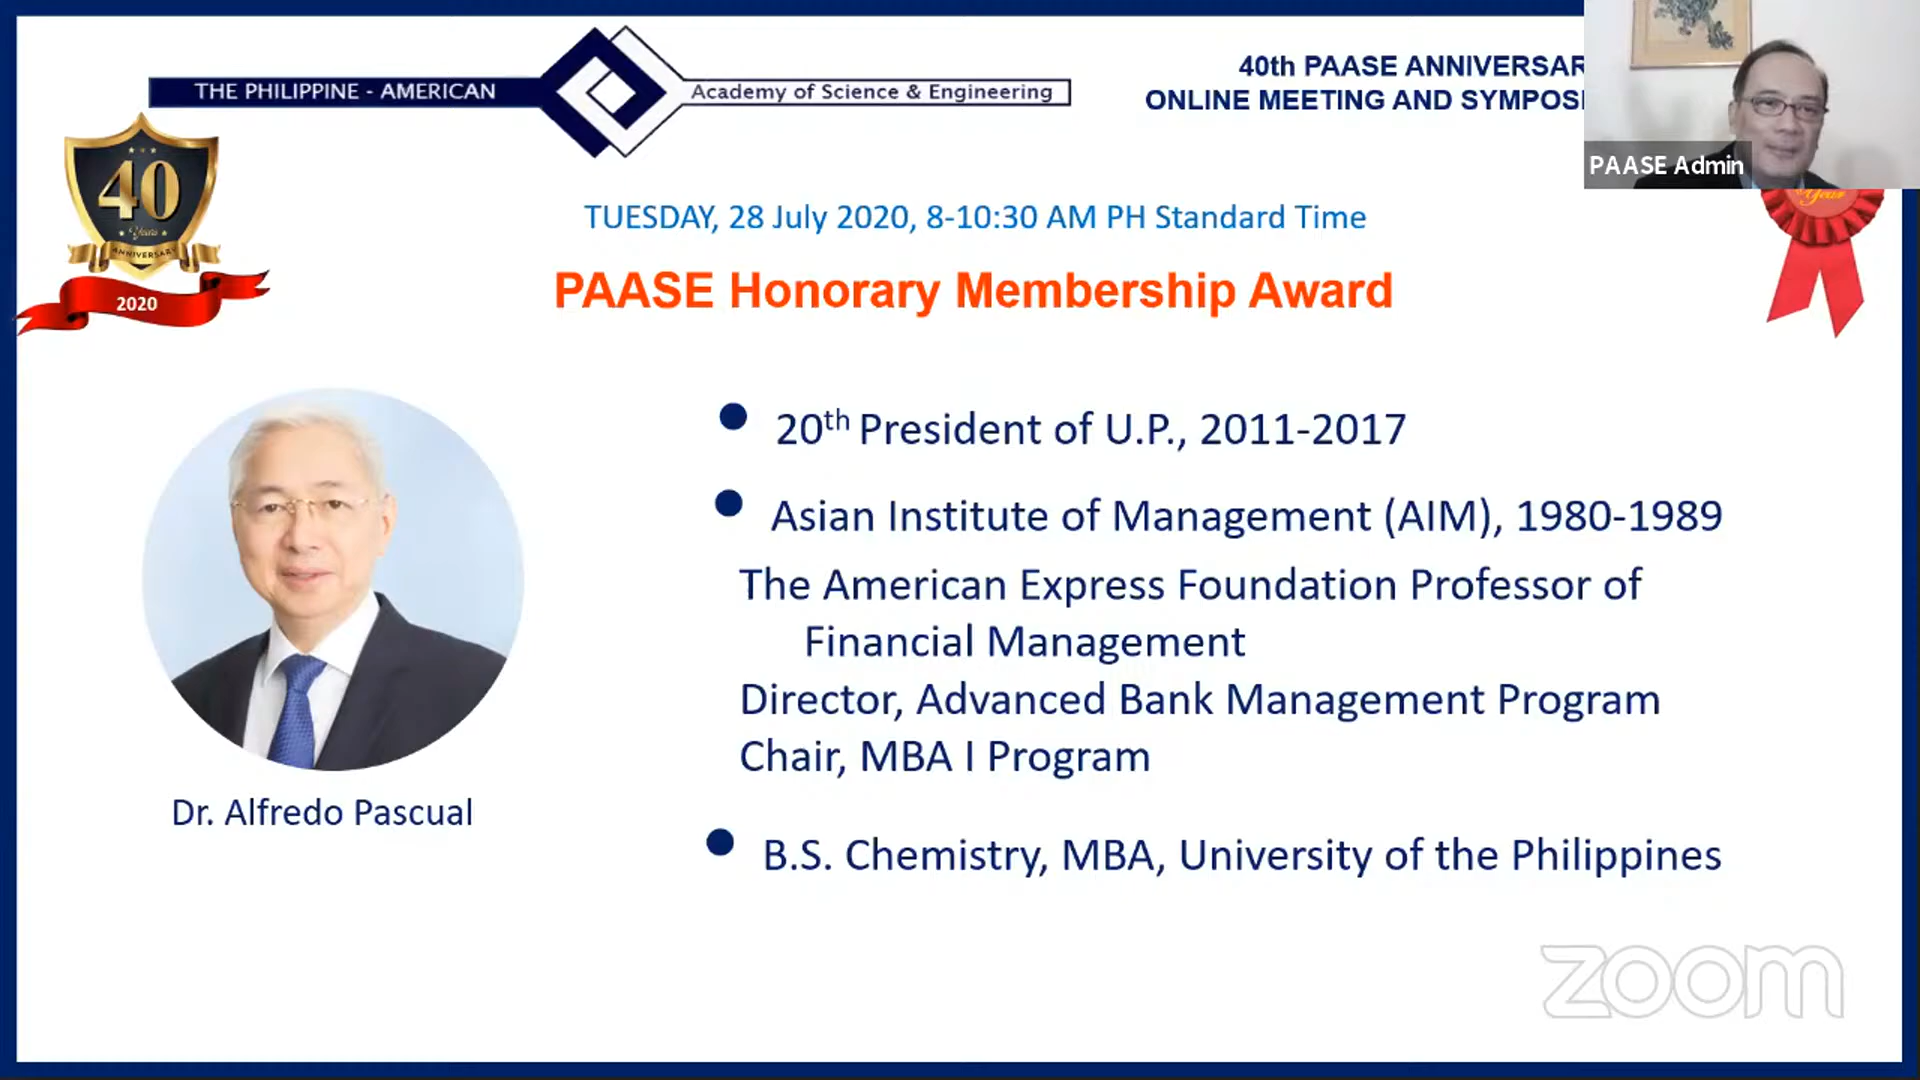 THE PHILIPPINE - AMERICAN
Academy of Science & Engineering
40th PAASE ANNIVERSAR
ONLINE MEETING AND SYMPOSI
PAASE Admin
Year
40
Years
ANNIVERSARY
2020
TUESDAY, 28 July 2020, 8-10:30 AM PH Standard Time
PAASE Honorary Membership Award
• 20th President of U.P., 2011-2017
• Asian Institute of Management (AIM), 1980-1989
The American Express Foundation Professor of
Financial Management
Director, Advanced Bank Management Program
Chair, MBA I Program
• B.S. Chemistry, MBA, University of the Philippines
Dr. Alfredo Pascual
zoom